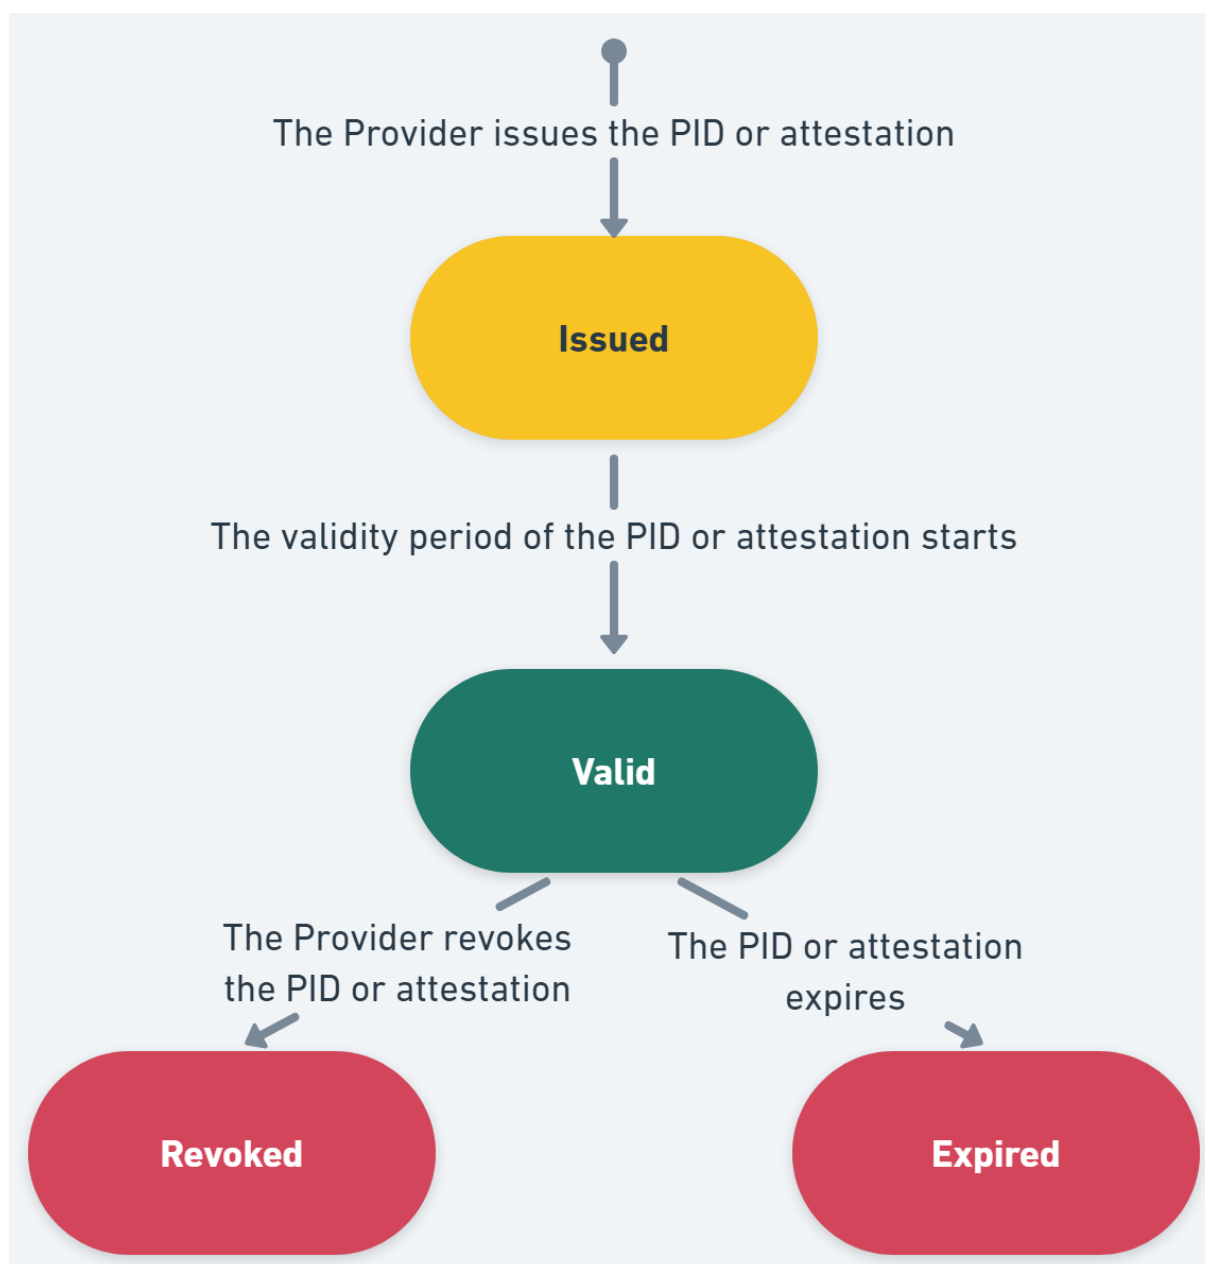 The Provider issues the PID or attestation
Issued
The validity period of the PID or attestation starts
Valid
The Provider revokes
the PID or attestation
The PID or attestation
expires
Revoked
Expired